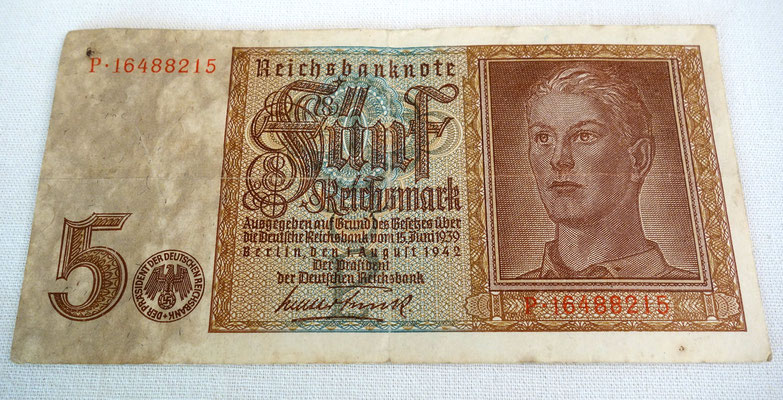 P·16488215
Reichsbanknote
Fünf
Reichsmark
Ausgegeben auf Grund des Gesetzes über
die Deutsche Reichsbank vom 15. Juni 1939
Berlin, den 1. August 1942
Der Präsident
der Deutschen Reichsbank
5
DER PRÄSIDENT DER DEUTSCHEN REICHSBANK
P·16488215